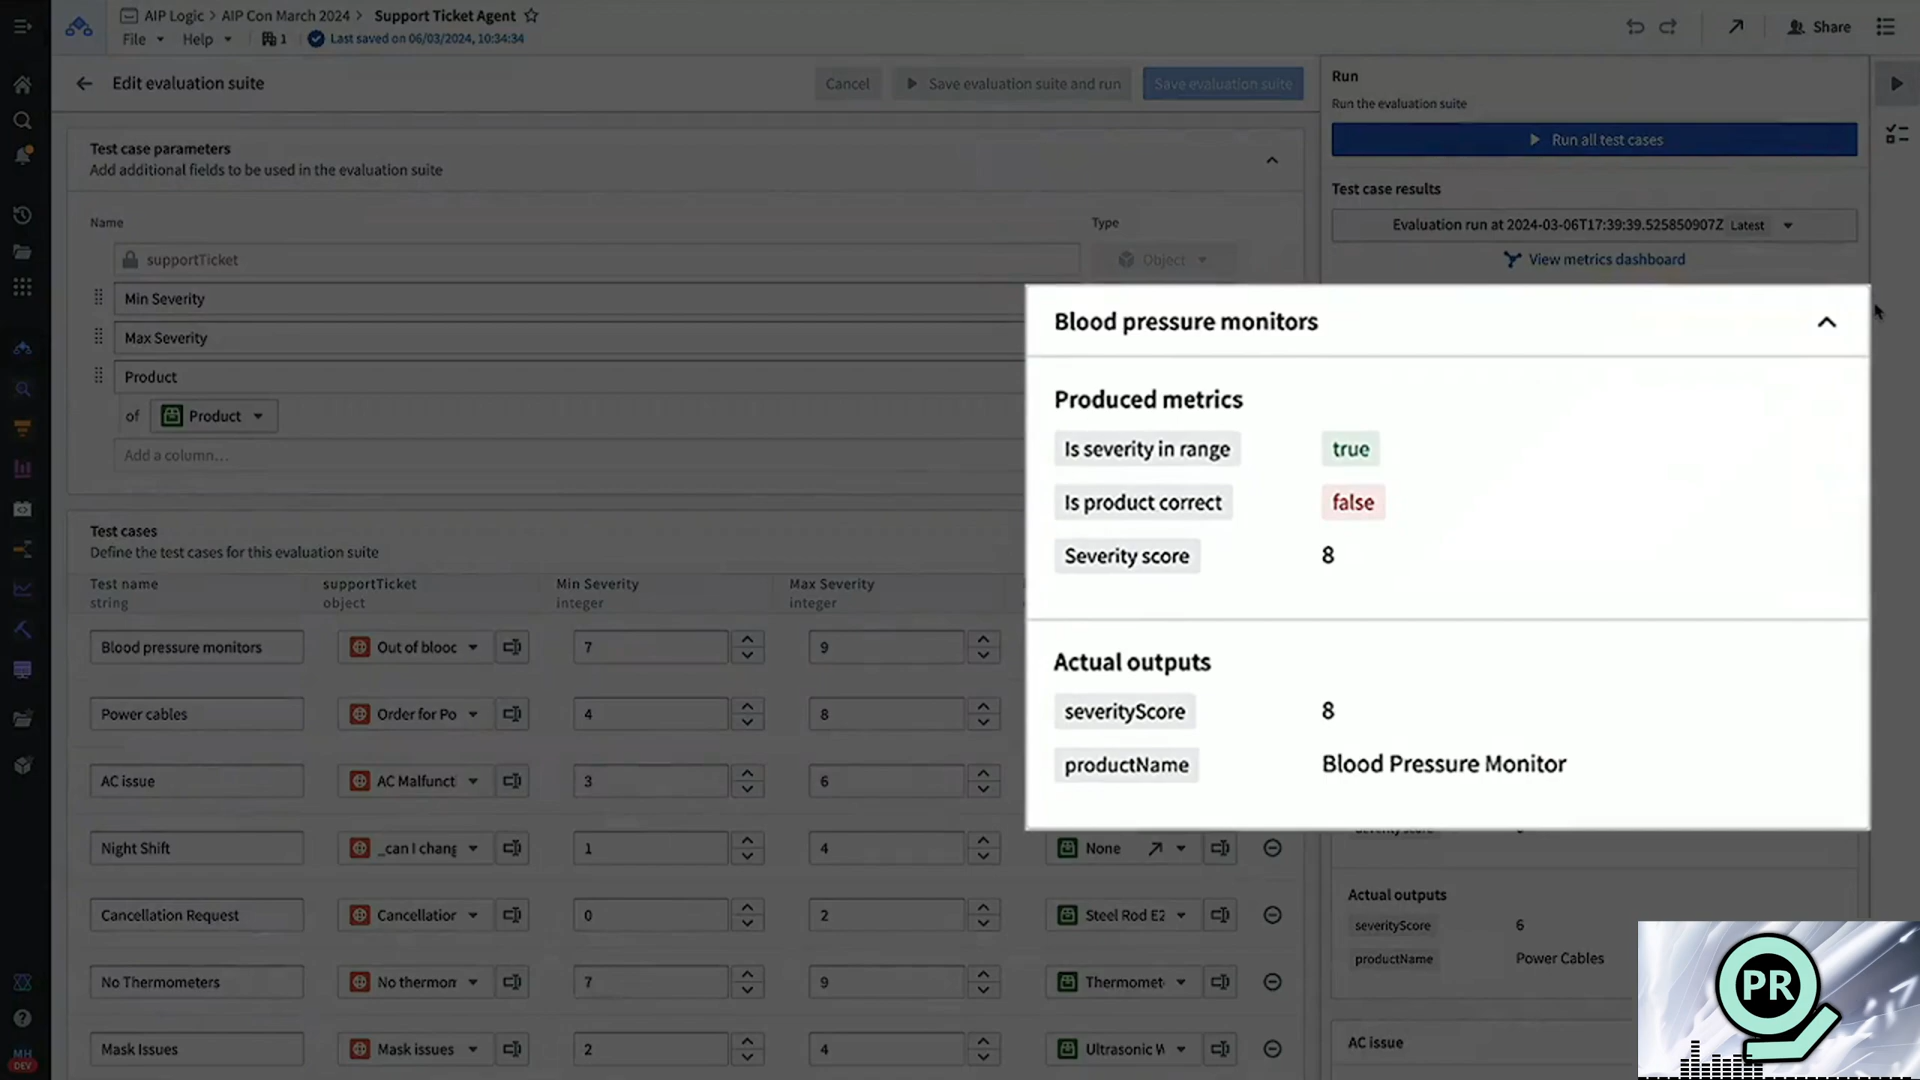 AIP Logic > AIP Con March 2024 > Support Ticket Agent
File Help 1 Last saved on 06/03/2024, 10:34:34
Share
Edit evaluation suite
Cancel
Save evaluation suite and run
Save evaluation suite
Run
Run the evaluation suite
Run all test cases
Test case results
Evaluation run at 2024-03-06T17:39:39.525850907Z Latest
View metrics dashboard
Test case parameters
Add additional fields to be used in the evaluation suite
Name Type
supportTicket Object
Min Severity
Max Severity
Product
of Product
Add a column...
Blood pressure monitors
Produced metrics
Is severity in range true
Is product correct false
Severity score 8
Actual outputs
severityScore 8
productName Blood Pressure Monitor
Test cases
Define the test cases for this evaluation suite
Test name supportTicket Min Severity Max Severity
string object integer integer
Blood pressure monitors Out of blooc 7 9
Power cables Order for Po 4 8
AC issue AC Malfunct 3 6
Night Shift _can I chang 1 4 None
Cancellation Request Cancellatior 0 2 Steel Rod E2
No Thermometers No thermon 7 9 Thermomet
Mask Issues Mask issues 2 4 Ultrasonic W
Actual outputs
severityScore 6
productName Power Cables
AC issue
MH
DEV
PR